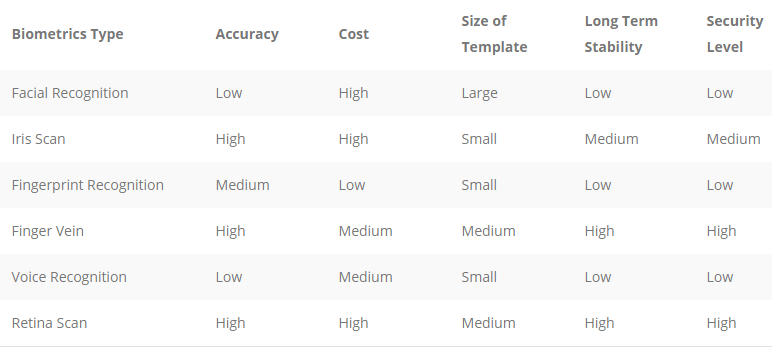 Biometrics Type Accuracy Cost Size of Template Long Term Stability Security Level
Facial Recognition Low High Large Low Low
Iris Scan High High Small Medium Medium
Fingerprint Recognition Medium Low Small Low Low
Finger Vein High Medium Medium High High
Voice Recognition Low Medium Small Low Low
Retina Scan High High Medium High High